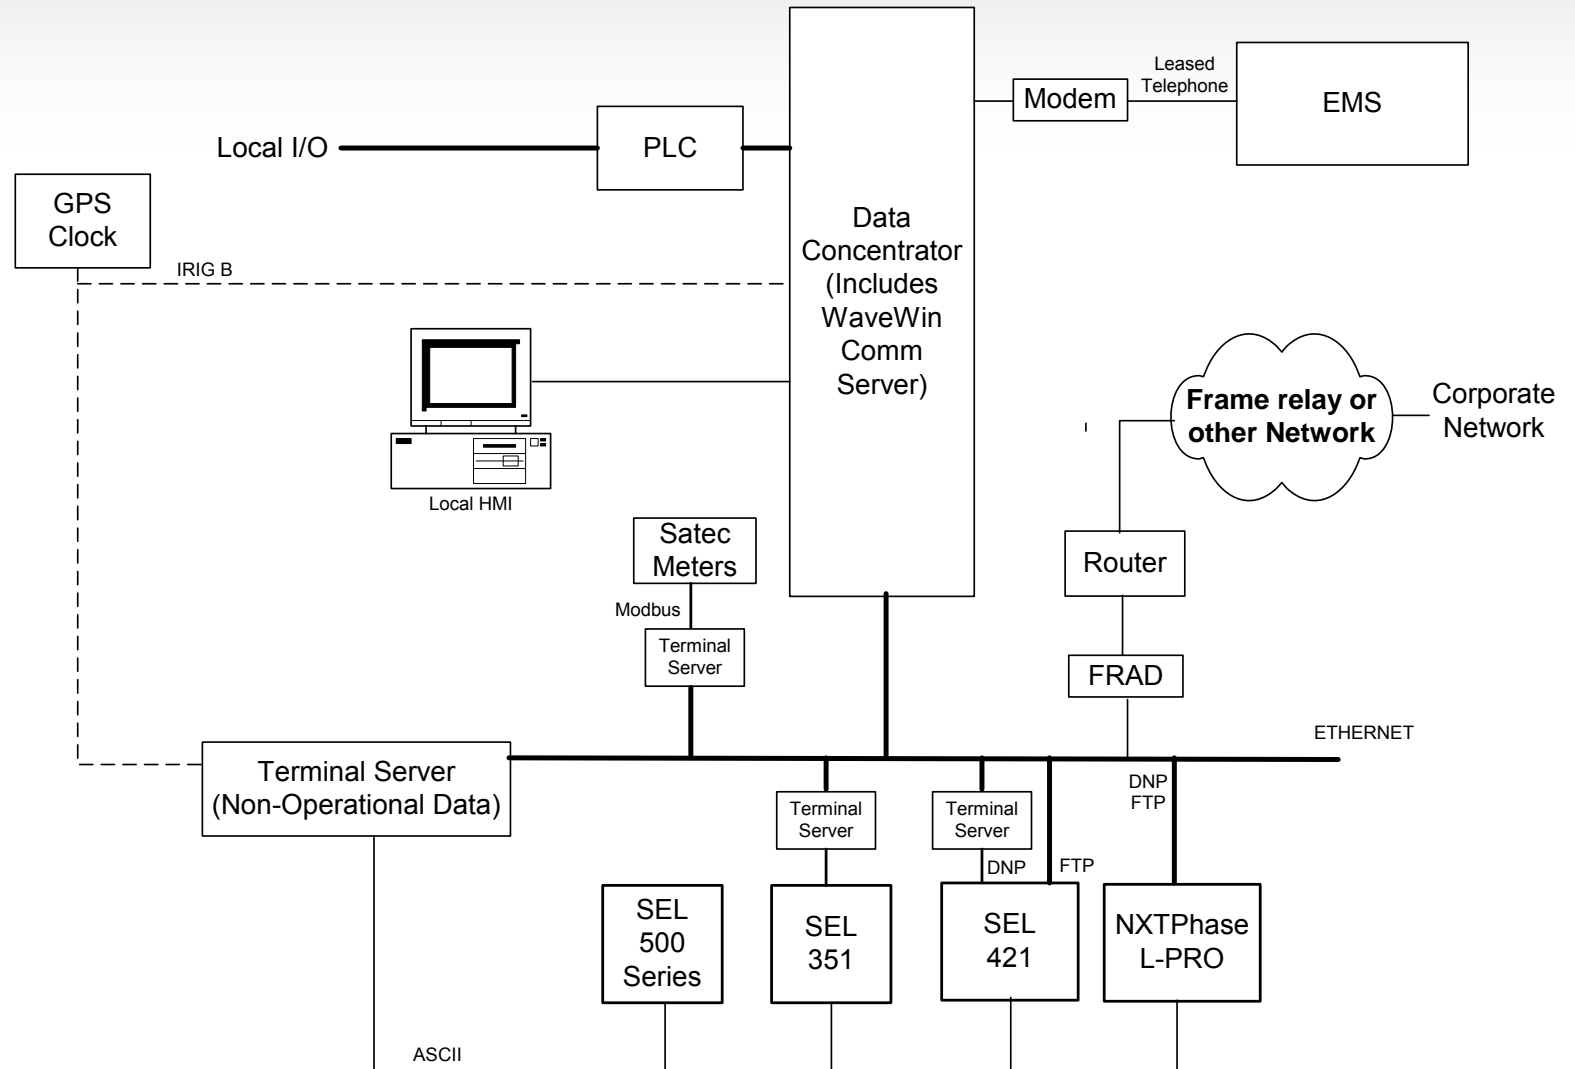 Leased
Telephone
Modem
EMS
Local I/O
PLC
GPS
Clock
IRIG B
Data
Concentrator
(Includes
WaveWin
Comm
Server)
Local HMI
Frame relay or
other Network
Corporate
Network
Satec
Meters
Modbus
Terminal
Server
Router
FRAD
ETHERNET
Terminal Server
(Non-Operational Data)
Terminal
Server
Terminal
Server
DNP
FTP
DNP
FTP
SEL
500
Series
SEL
351
SEL
421
NXTPhase
L-PRO
ASCII